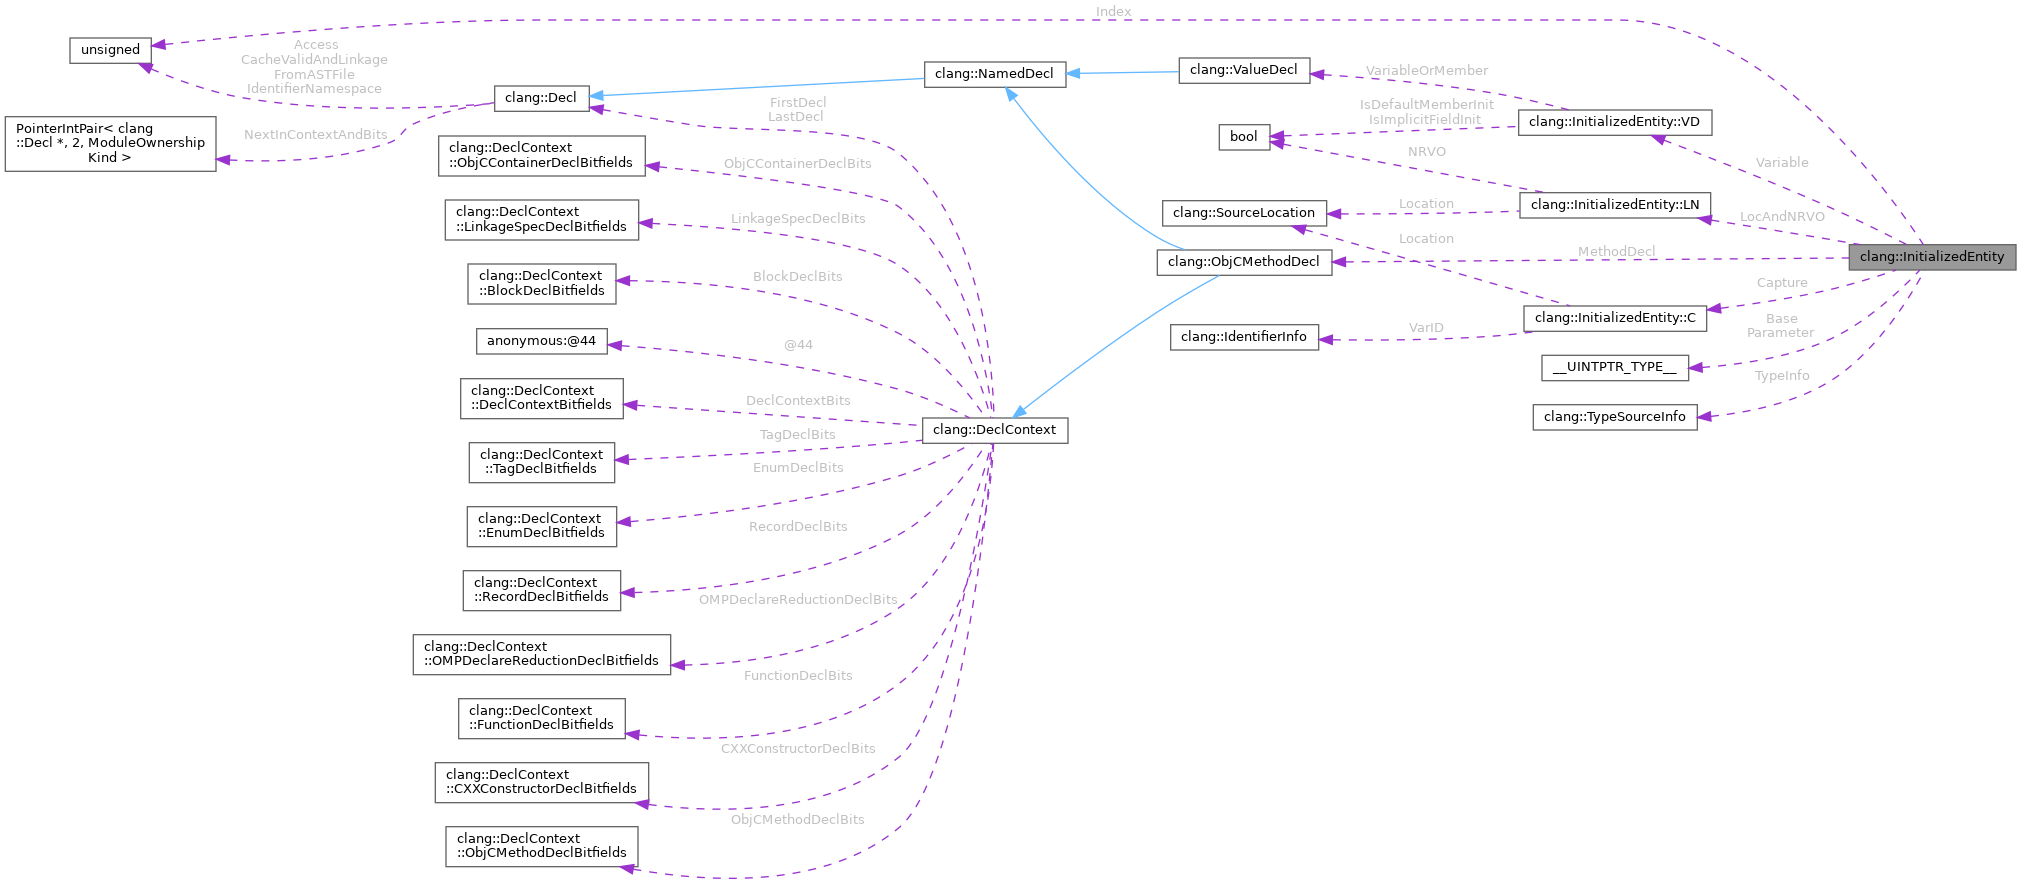 Index
unsigned
Access
CacheValidAndLinkage
FromASTFile
IdentifierNamespace
clang::NamedDecl
clang::ValueDecl
VariableOrMember
clang::Decl
FirstDecl
LastDecl
IsDefaultMemberInit
IsImplicitFieldInit
clang::InitializedEntity::VD
PointerIntPair< clang
::Decl *, 2, ModuleOwnership
Kind >
NextInContextAndBits
bool
NRVO
Variable
clang::DeclContext
::ObjCContainerDeclBitfields
ObjCContainerDeclBits
clang::DeclContext
::LinkageSpecDeclBitfields
LinkageSpecDeclBits
clang::SourceLocation
Location
clang::InitializedEntity::LN
LocAndNRVO
Location
MethodDecl
clang::InitializedEntity
clang::ObjCMethodDecl
clang::DeclContext
::BlockDeclBitfields
BlockDeclBits
Capture
clang::InitializedEntity::C
Base
Parameter
clang::IdentifierInfo
VarID
anonymous:@44
@44
__UINTPTR_TYPE__
TypeInfo
clang::DeclContext
::DeclContextBitfields
DeclContextBits
clang::TypeSourceInfo
clang::DeclContext
TagDeclBits
clang::DeclContext
::TagDeclBitfields
EnumDeclBits
clang::DeclContext
::EnumDeclBitfields
RecordDeclBits
clang::DeclContext
::RecordDeclBitfields
OMPDeclareReductionDeclBits
clang::DeclContext
::OMPDeclareReductionDeclBitfields
FunctionDeclBits
clang::DeclContext
::FunctionDeclBitfields
CXXConstructorDeclBits
clang::DeclContext
::CXXConstructorDeclBitfields
ObjCMethodDeclBits
clang::DeclContext
::ObjCMethodDeclBitfields